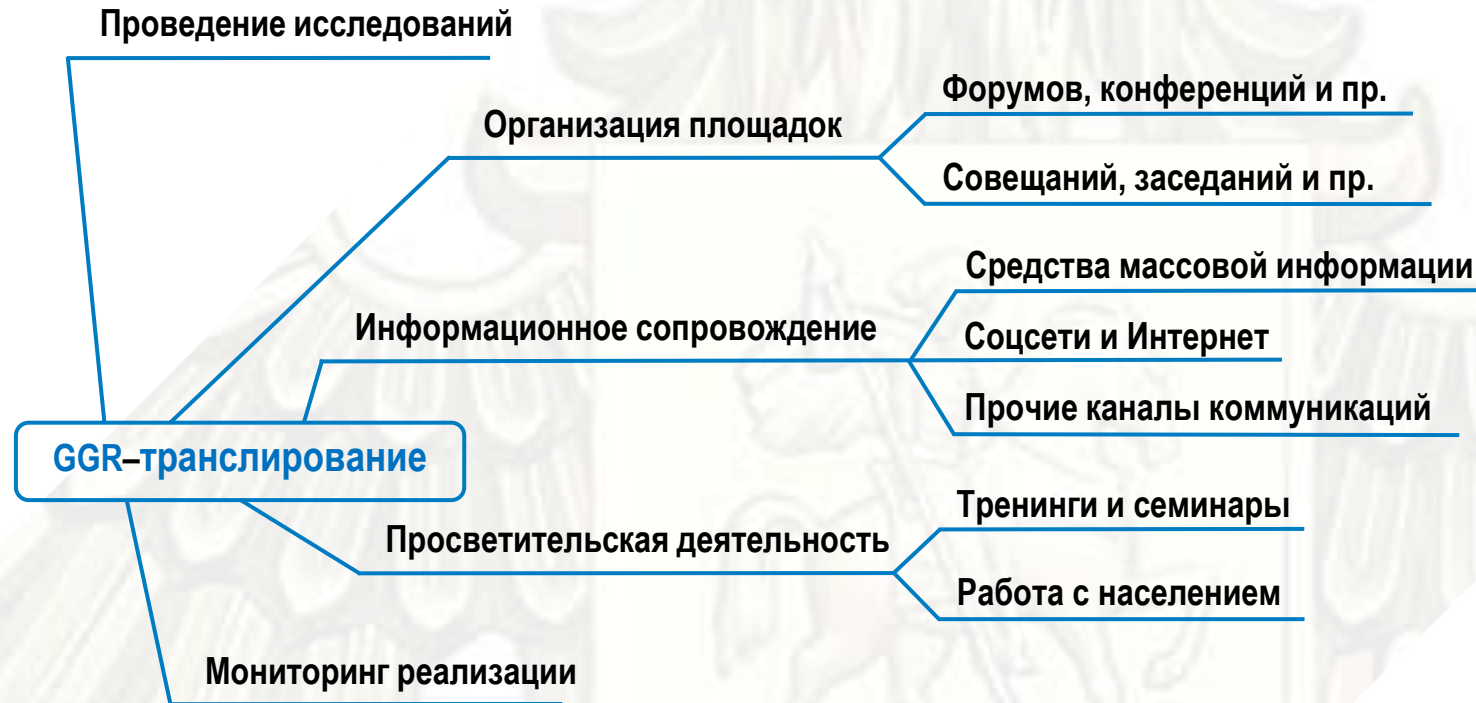 Проведение исследований
Организация площадок
Форумов, конференций и пр.
Совещаний, заседаний и пр.
Информационное сопровождение
Средства массовой информации
Соцсети и Интернет
Прочие каналы коммуникаций
GGR–транслирование
Просветительская деятельность
Тренинги и семинары
Работа с населением
Мониторинг реализации